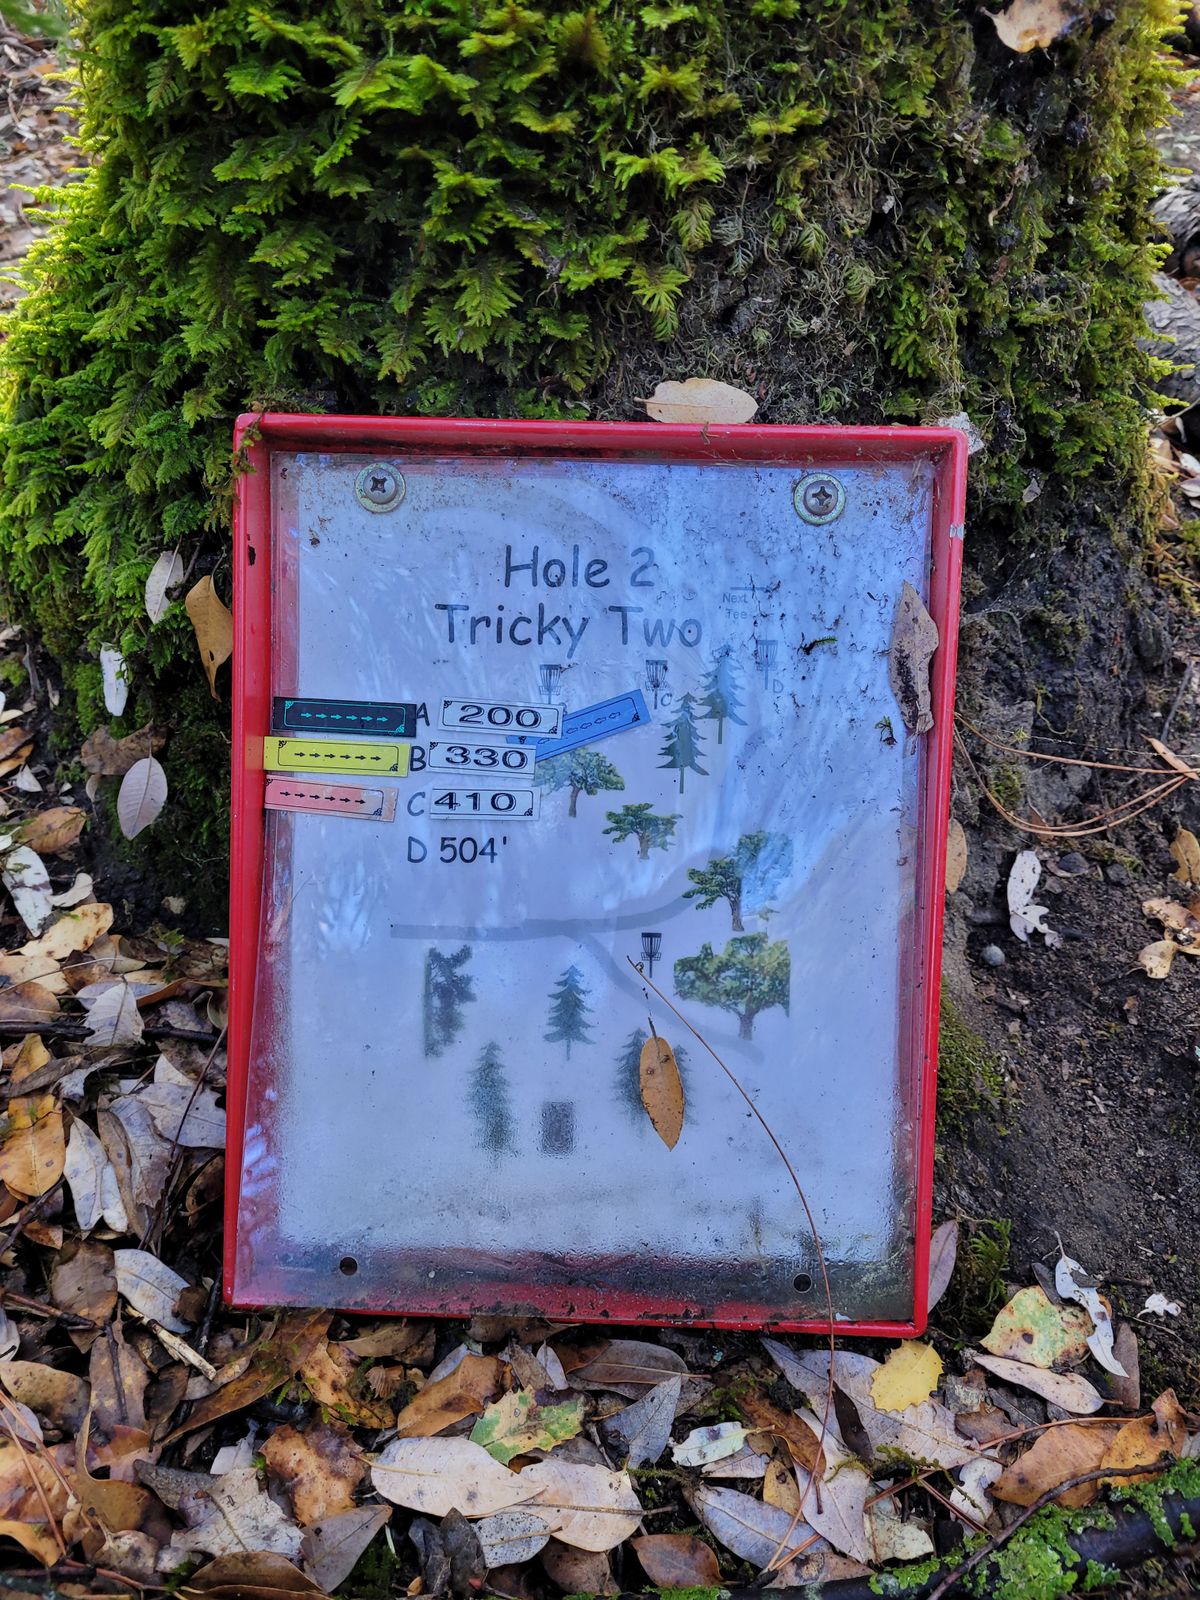 Hole 2
Tricky Two
Next
Tee
C
D
A 200
B 330
C 410
D 504'